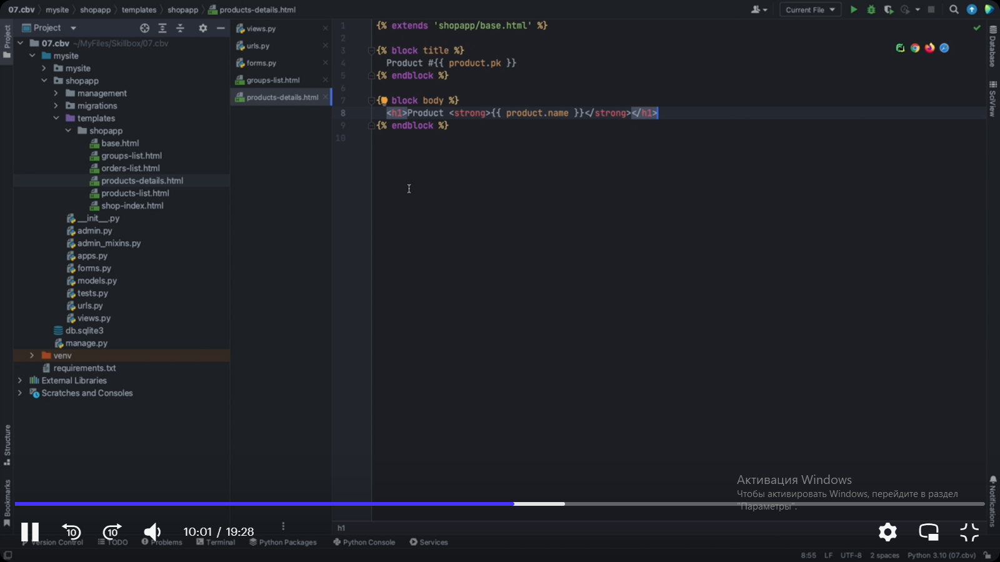 07.cbv mysite shopapp templates shopapp products-details.html
Current File
Project
Project
07.cbv ~/MyFiles/Skillbox/07.cbv
mysite
mysite
shopapp
management
migrations
templates
shopapp
base.html
groups-list.html
orders-list.html
products-details.html
products-list.html
shop-index.html
__init__.py
admin.py
admin_mixins.py
apps.py
forms.py
models.py
tests.py
urls.py
views.py
db.sqlite3
manage.py
venv
requirements.txt
External Libraries
Scratches and Consoles
Structure
Bookmarks
views.py
urls.py
forms.py
groups-list.html
products-details.html
1 {% extends 'shopapp/base.html' %}
2
3 {% block title %}
4 Product #{{ product.pk }}
5 {% endblock %}
6
7 { block body %}
8 <h1>Product <strong>{{ product.name }}</strong></h1>
9 {% endblock %}
10
Database
SciView
Notifications
Активация Windows
Чтобы активировать Windows, перейдите в раздел
"Параметры".
10 10 10:01 / 19:28
h1
Version Control TODO Problems Terminal Python Packages Python Console Services
8:55 LF UTF-8 2 spaces Python 3.10 (07.cbv)